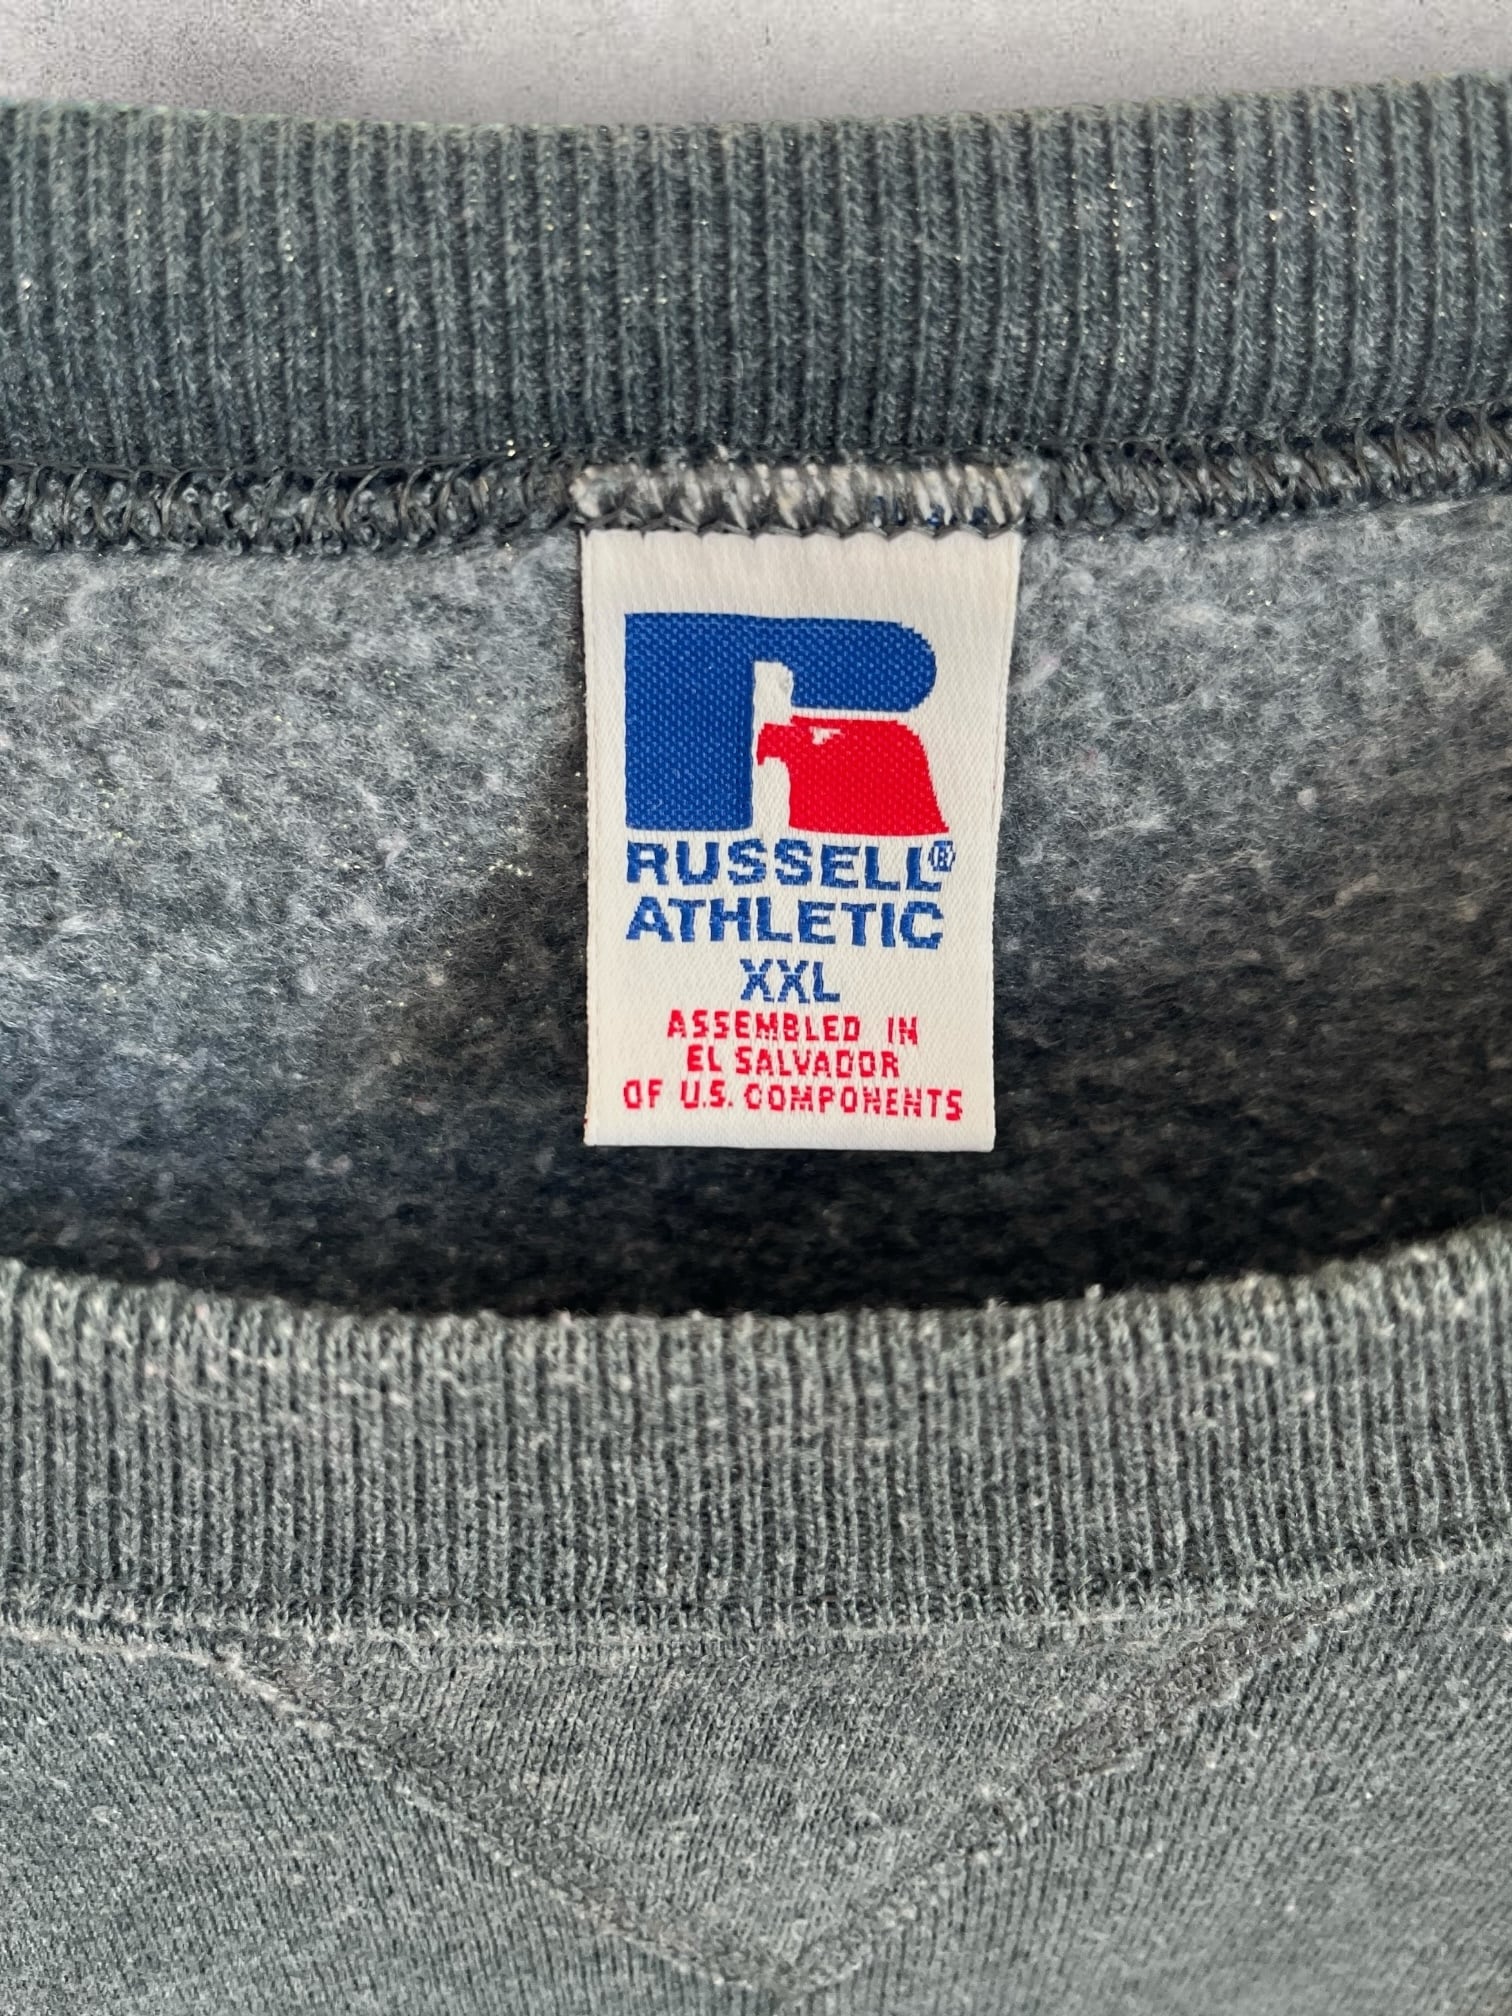 RUSSELL®
ATHLETIC
XXL
ASSEMBLED IN
EL SALVADOR
OF U.S. COMPONENTS